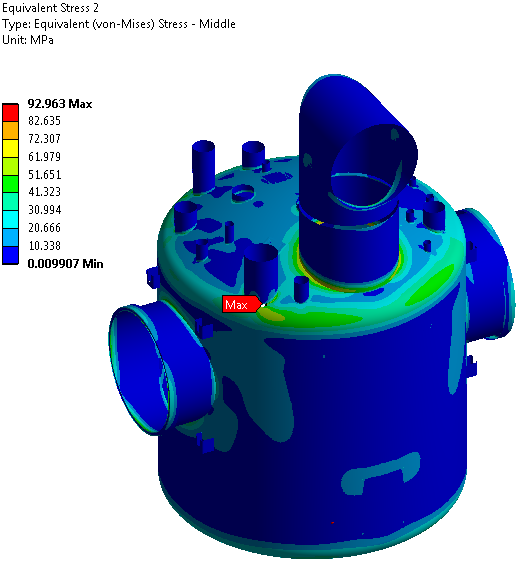 Equivalent Stress 2
Type: Equivalent (von-Mises) Stress - Middle
Unit: MPa
92.963 Max
82.635
72.307
61.979
51.651
41.323
30.994
20.666
10.338
0.009907 Min
Max